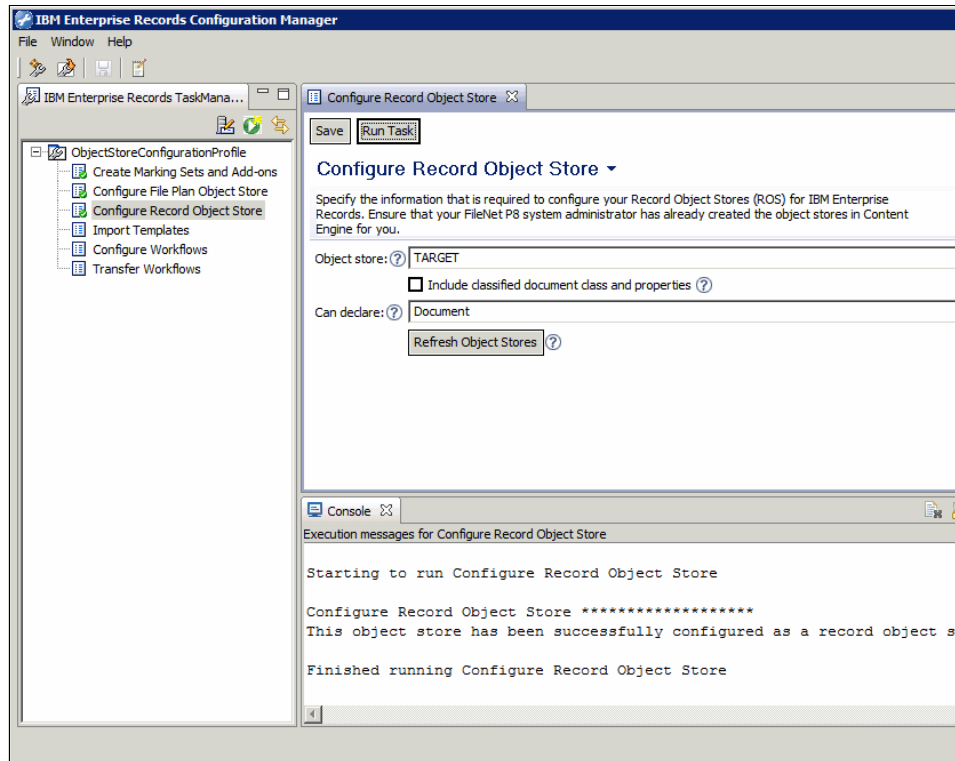 IBM Enterprise Records Configuration Manager
File Window Help
IBM Enterprise Records TaskMana...
ObjectStoreConfigurationProfile
Create Marking Sets and Add-ons
Configure File Plan Object Store
Configure Record Object Store
Import Templates
Configure Workflows
Transfer Workflows
Configure Record Object Store
Save Run Task
Configure Record Object Store
Specify the information that is required to configure your Record Object Stores (ROS) for IBM Enterprise
Records. Ensure that your FileNet P8 system administrator has already created the object stores in Content
Engine for you.
Object store: ? TARGET
Include classified document class and properties ?
Can declare: ? Document
Refresh Object Stores ?
Console
Execution messages for Configure Record Object Store
Starting to run Configure Record Object Store
Configure Record Object Store *******************
This object store has been successfully configured as a record object s
Finished running Configure Record Object Store